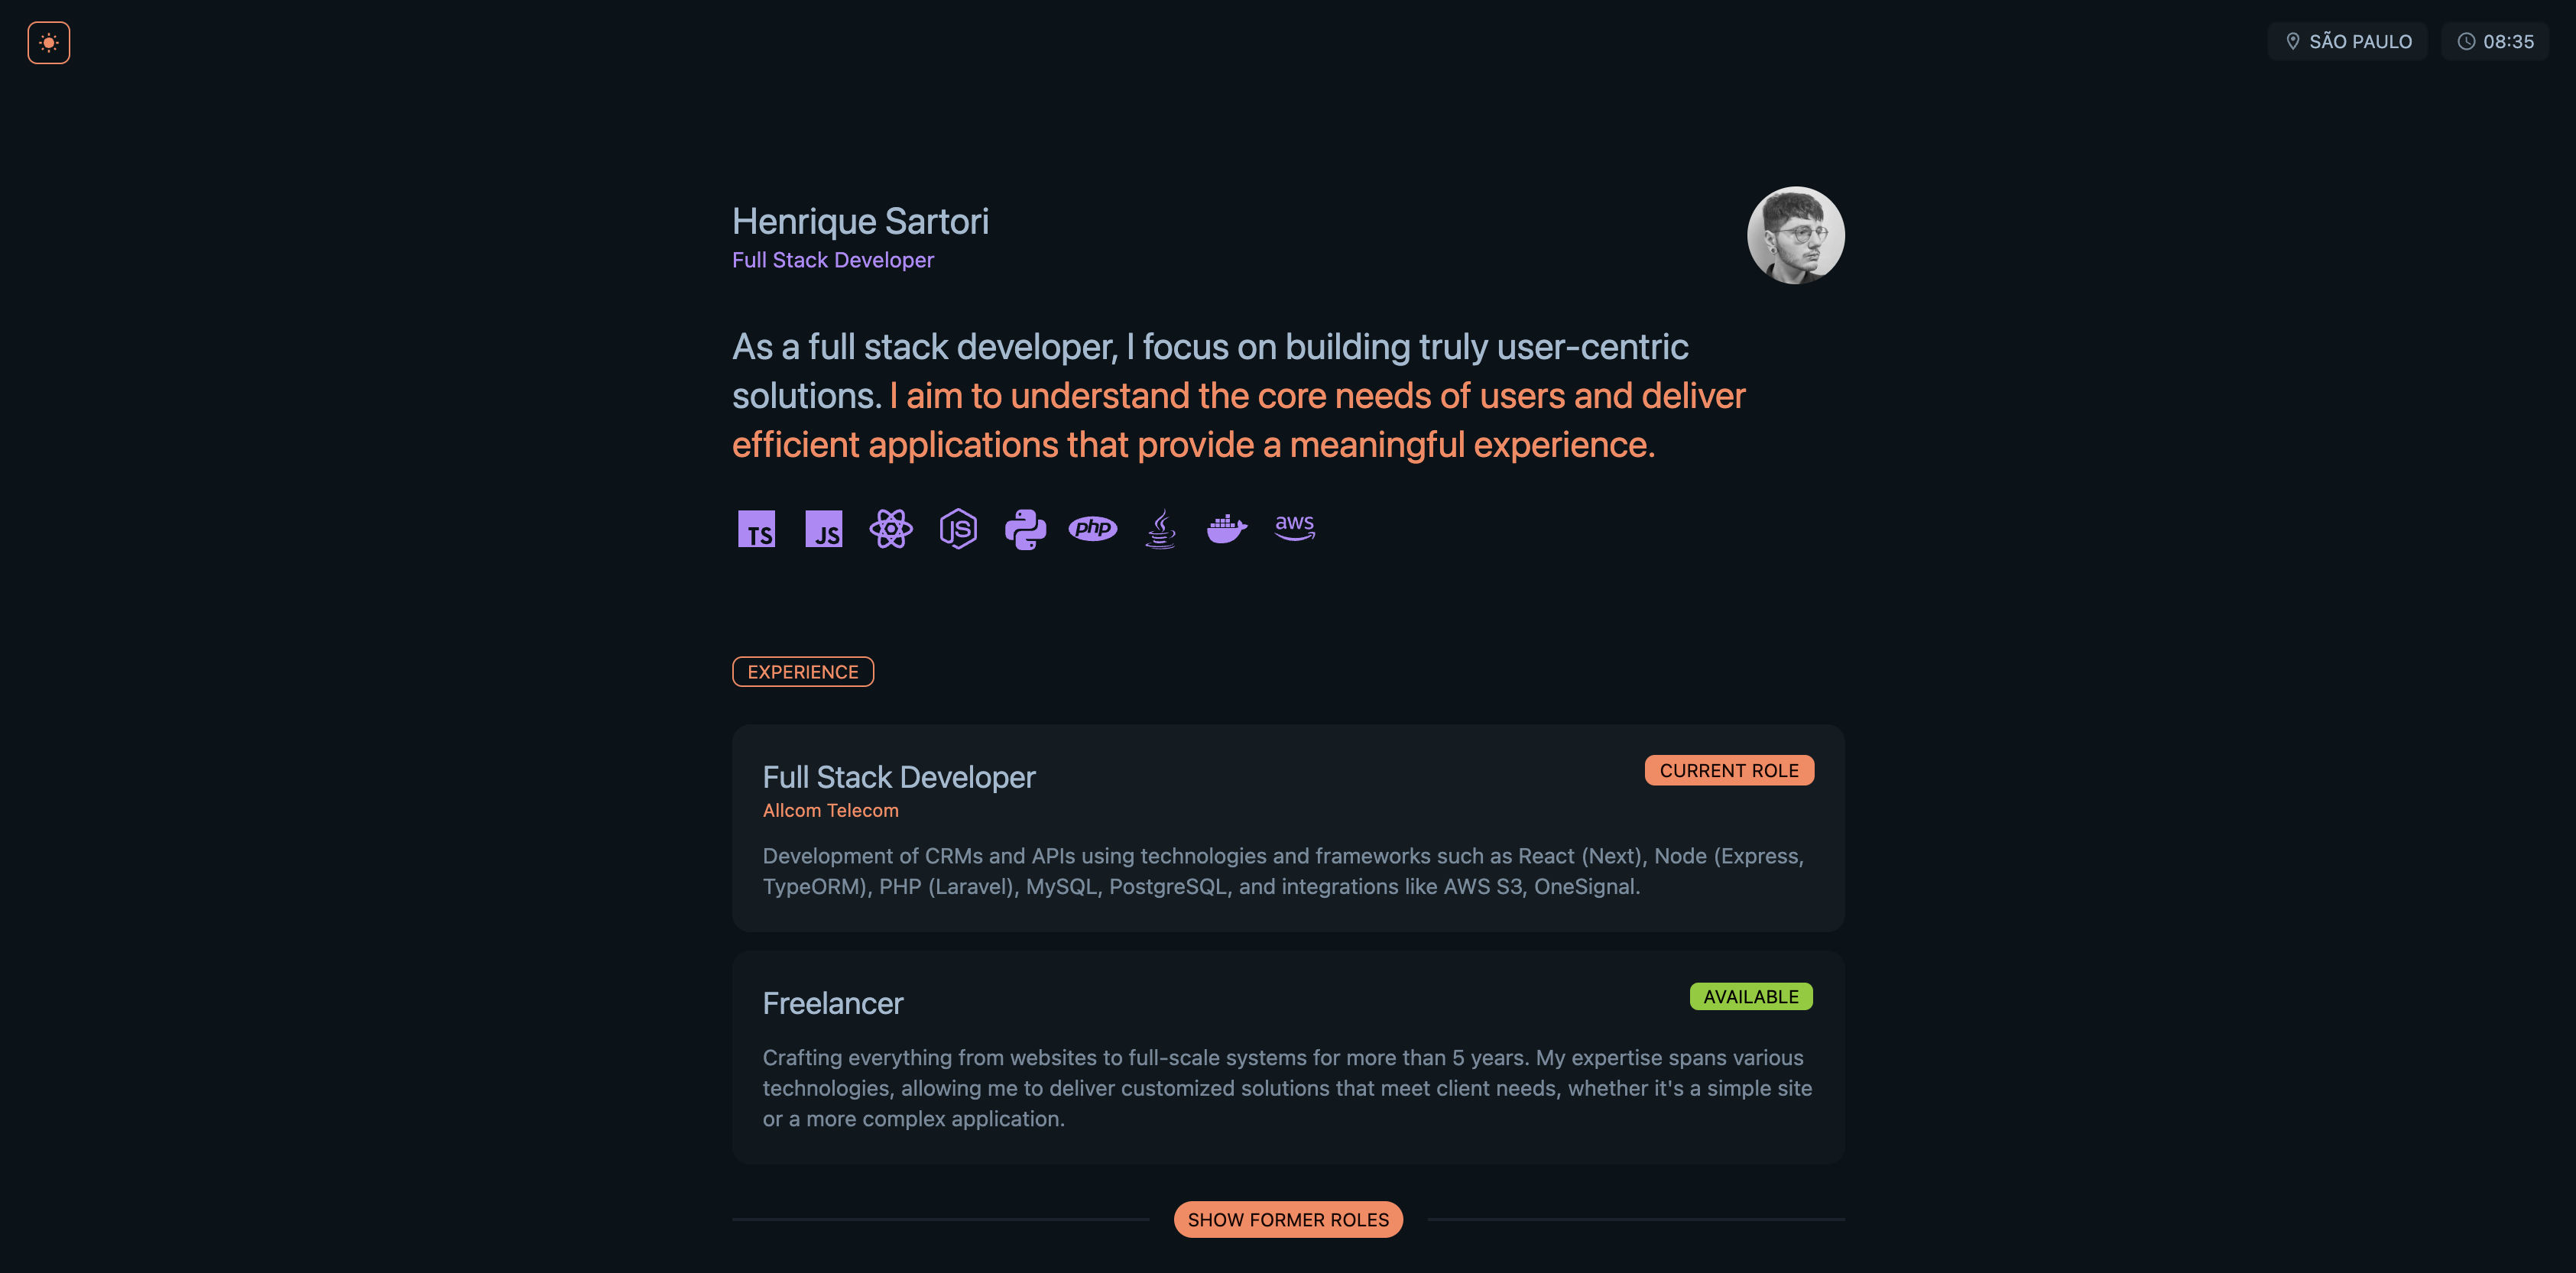 SÃO PAULO
08:35
Henrique Sartori
Full Stack Developer
As a full stack developer, I focus on building truly user-centric
solutions. I aim to understand the core needs of users and deliver
efficient applications that provide a meaningful experience.
TS JS JS php aws
EXPERIENCE
Full Stack Developer
CURRENT ROLE
Allcom Telecom
Development of CRMs and APIs using technologies and frameworks such as React (Next), Node (Express,
TypeORM), PHP (Laravel), MySQL, PostgreSQL, and integrations like AWS S3, OneSignal.
Freelancer
AVAILABLE
Crafting everything from websites to full-scale systems for more than 5 years. My expertise spans various
technologies, allowing me to deliver customized solutions that meet client needs, whether it's a simple site
or a more complex application.
SHOW FORMER ROLES